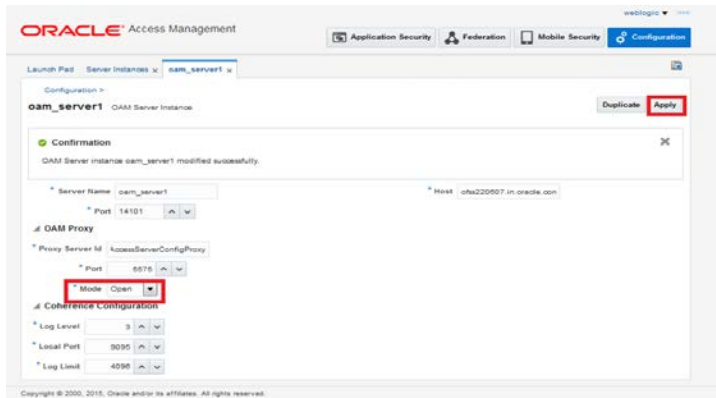 weblogic
ORACLE Access Management
Application Security Federation Mobile Security Configuration
Launch Pad Server Instances x oam_server1 x
Configuration >
oam_server1 OAM Server Instance Duplicate Apply
Confirmation
OAM Server instance oam_server1 modified successfully.
* Server Name oam_server1 * Host ofss220607.in.oracle.con
* Port 14101
OAM Proxy
* Proxy Server Id AccessServerConfigProxy
* Port 5575
* Mode Open
Coherence Configuration
* Log Level 3
* Local Port 9095
* Log Limit 4096
Copyright © 2000, 2015, Oracle and/or its affiliates. All rights reserved.